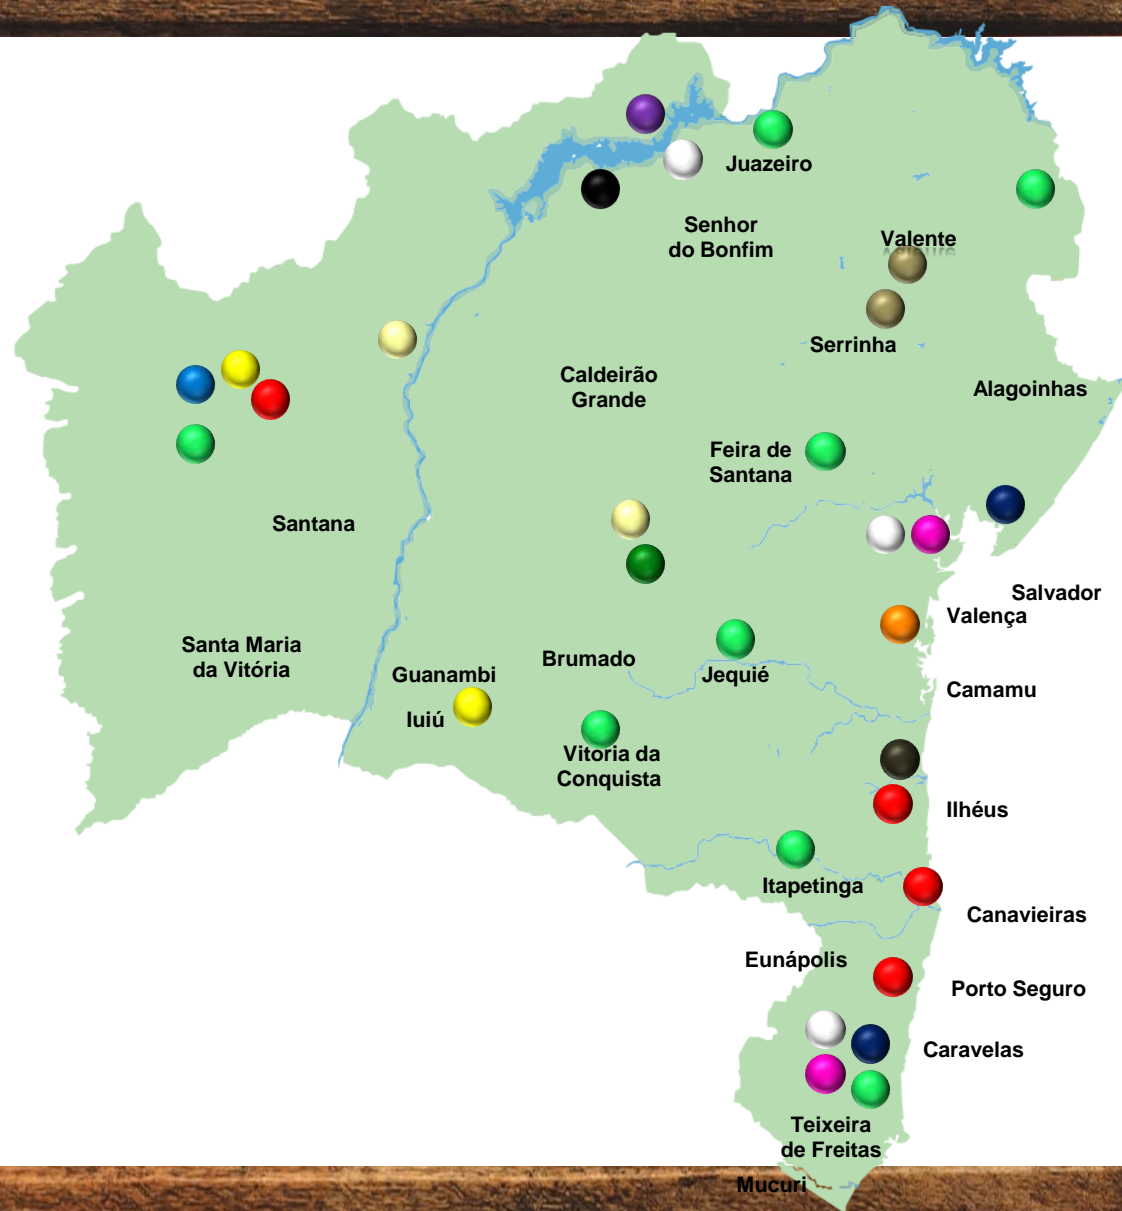 Juazeiro
Senhor
do Bonfim
Valente
Serrinha
Caldeirão
Grande
Alagoinhas
Feira de
Santana
Santana
Salvador
Valença
Santa Maria
da Vitória
Brumado
Guanambi
Jequié
Camamu
Iuiú
Vitoria da
Conquista
Ilhéus
Itapetinga
Canavieiras
Eunápolis
Porto Seguro
Caravelas
Teixeira
de Freitas
Mucuri